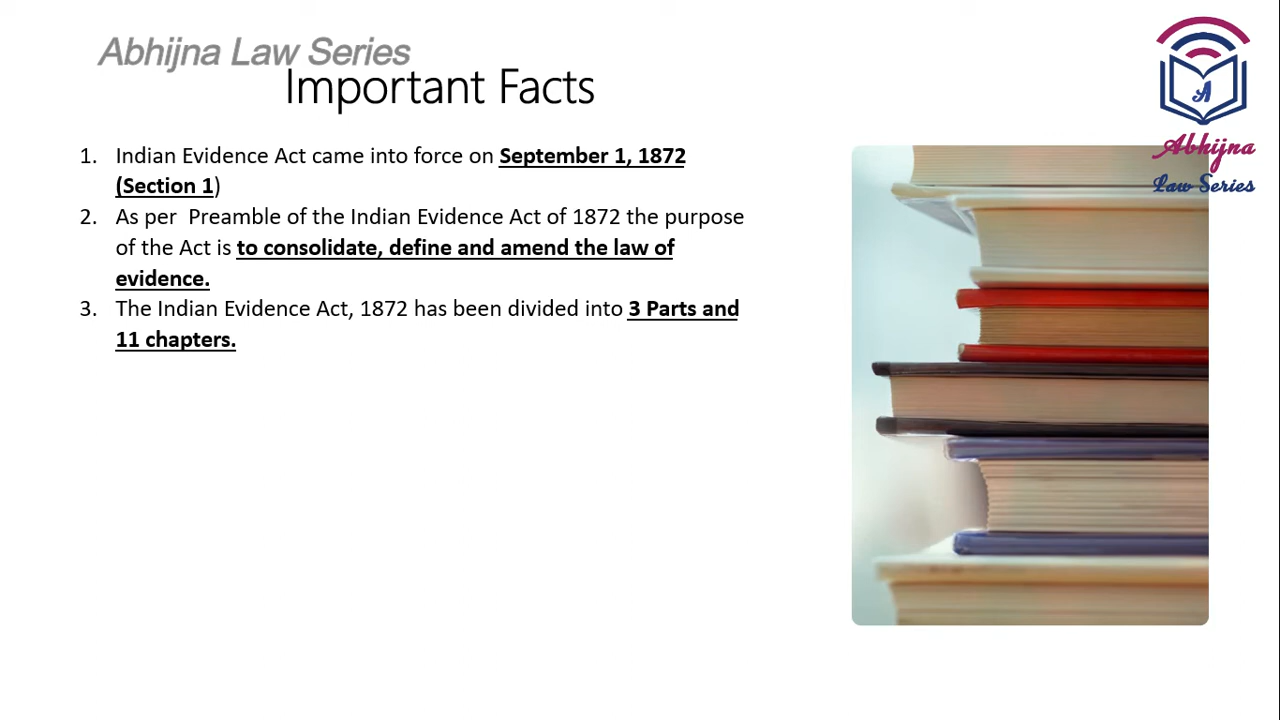 Abhijna Law Series
Important Facts
1. Indian Evidence Act came into force on September 1, 1872
(Section 1)
2. As per  Preamble of the Indian Evidence Act of 1872 the purpose
of the Act is to consolidate, define and amend the law of
evidence.
3. The Indian Evidence Act, 1872 has been divided into 3 Parts and
11 chapters.
A
Abhijna
Law Series